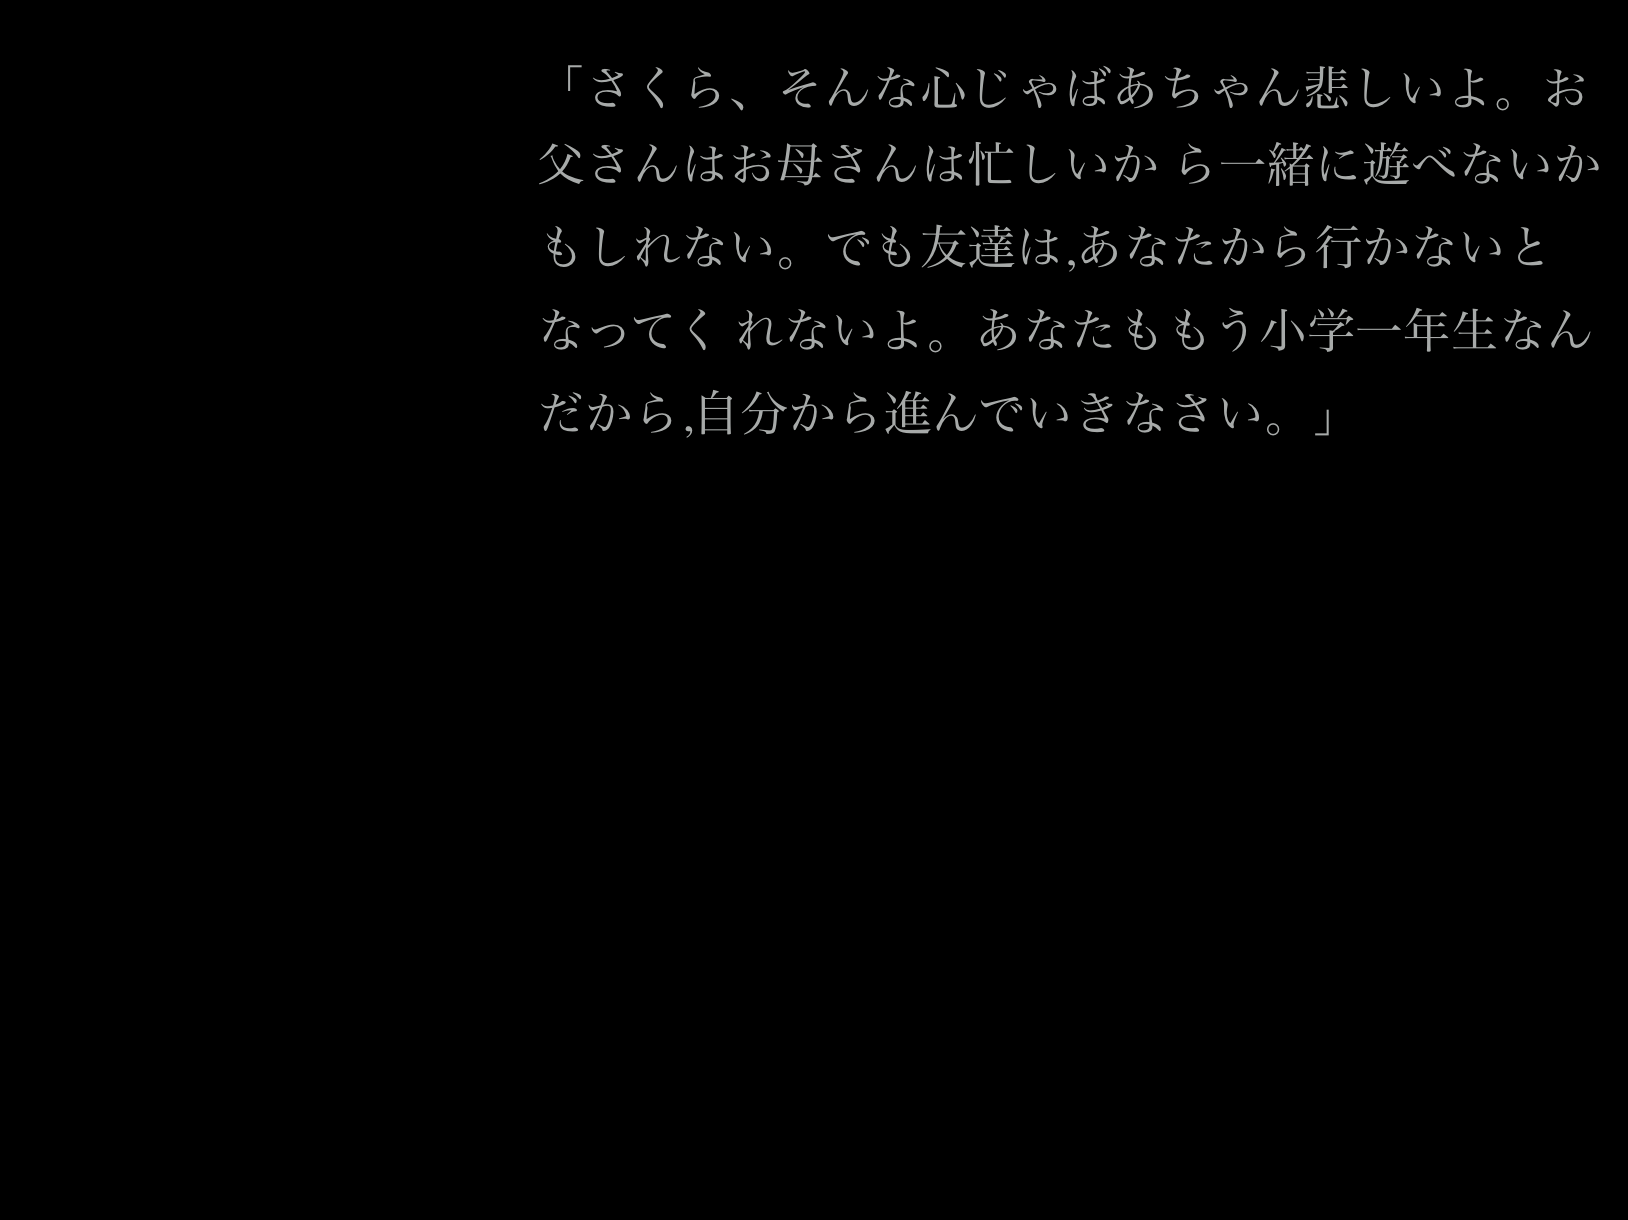 「さくら、そんな心じゃばあちゃん悲しいよ。お
父さんはお母さんは忙しいか ら一緒に遊べないか
もしれない。でも友達は,あなたから行かないと
なってく れないよ。あなたももう小学一年生なん
だから,自分から進んでいきなさい。」